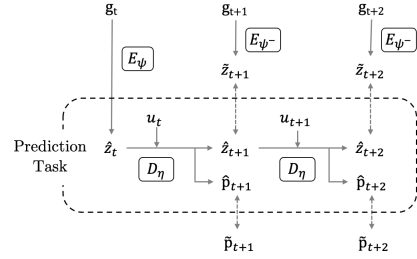 g_t g_{t+1} g_{t+2}
E_ψ E_{ψ⁻} E_{ψ⁻}
z̃_{t+1} z̃_{t+2}
u_t u_{t+1}
Prediction
Task
ẑ_t ẑ_{t+1} ẑ_{t+2}
D_η D_η
p̂_{t+1} p̂_{t+2}
p̃_{t+1} p̃_{t+2}